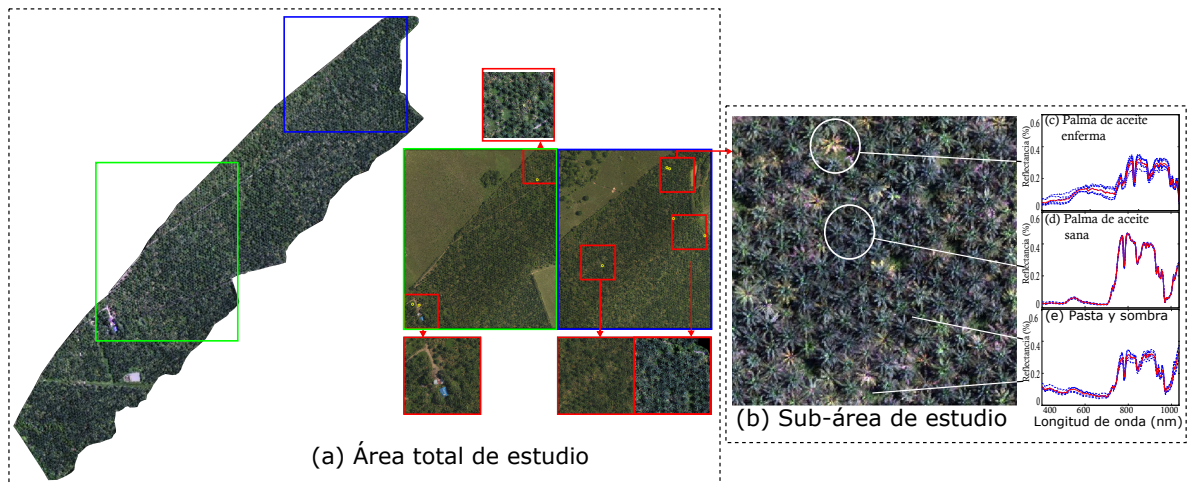 (a) Área total de estudio
(b) Sub-área de estudio
(c) Palma de aceite
enferma
Reflectancia (%)
0.6
0.4
0.2
0
(d) Palma de aceite
sana
Reflectancia (%)
0.6
0.4
0.2
0
(e) Pasta y sombra
Reflectancia (%)
0.6
0.4
0.2
0
400 600 800 1000
Longitud de onda (nm)